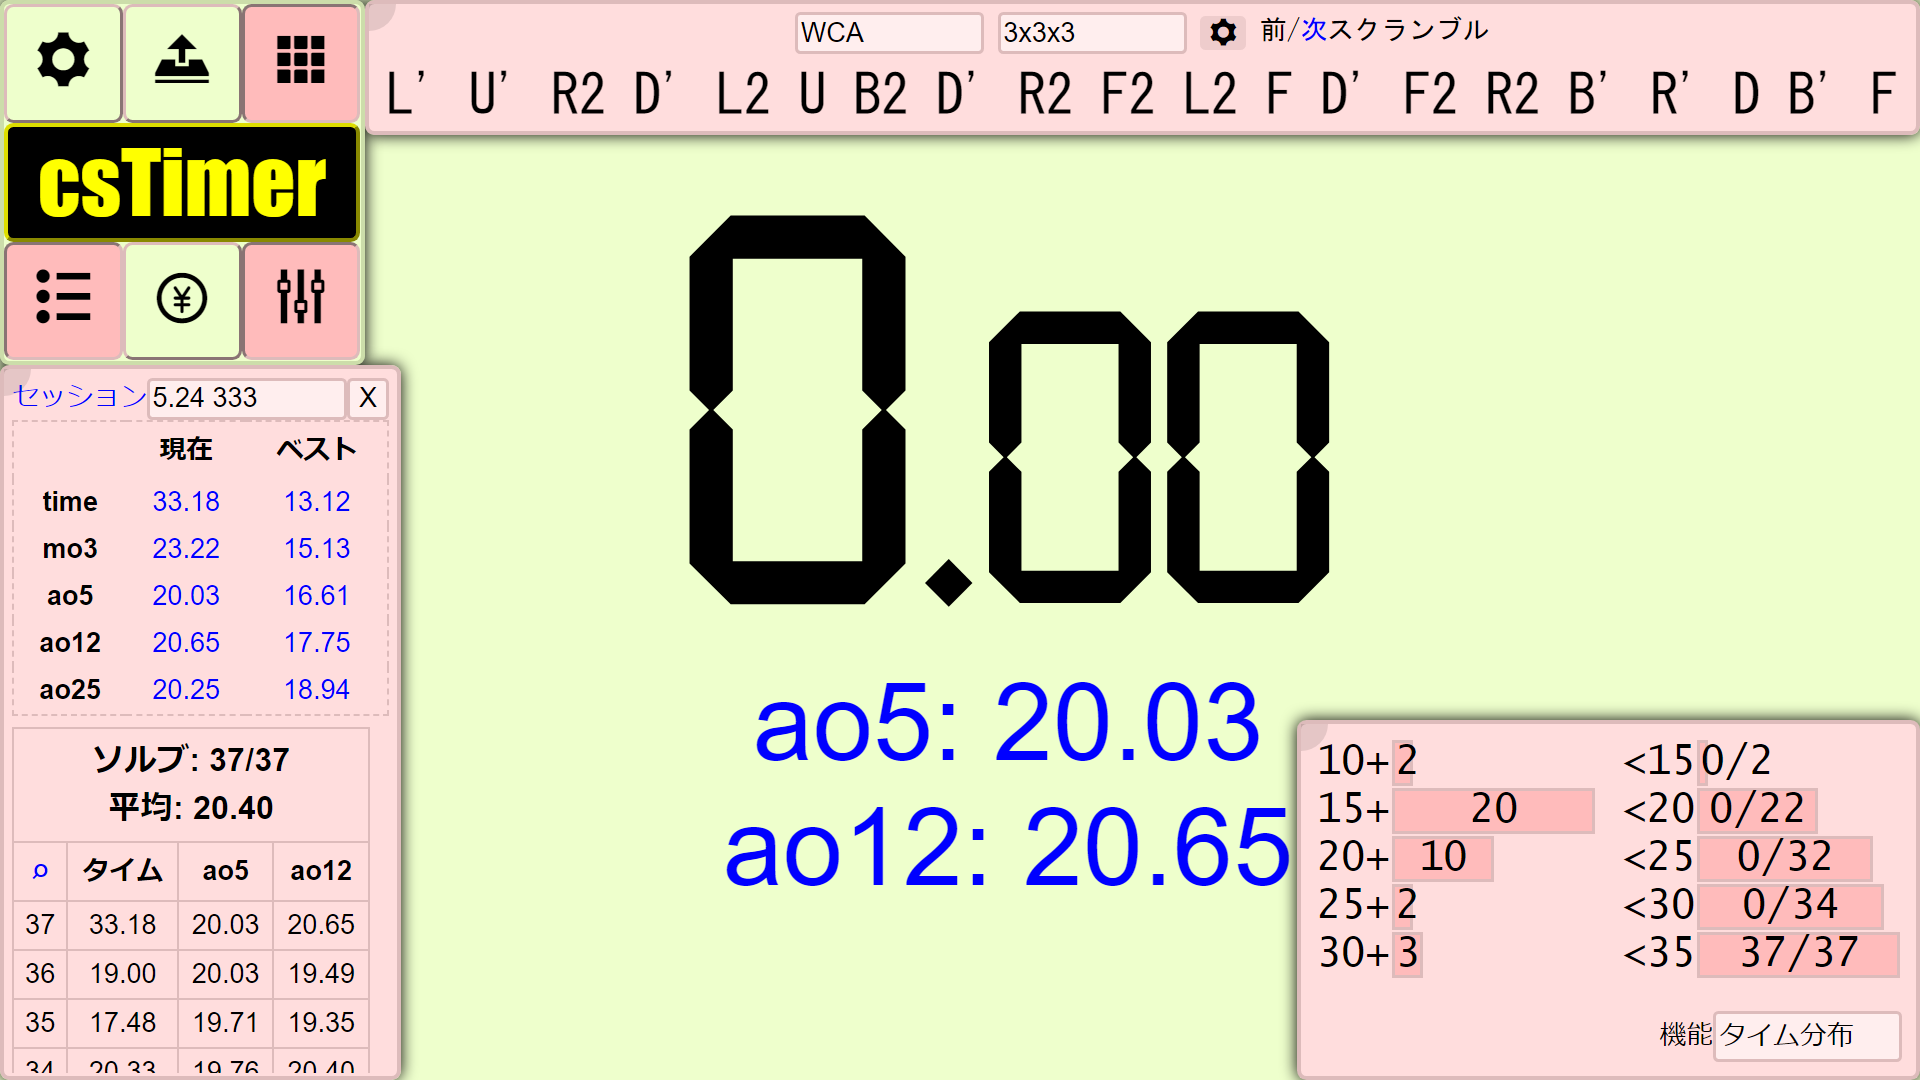 WCA 3x3x3 前/次スクランブル
L' U' R2 D' L2 U B2 D' R2 F2 L2 F D' F2 R2 B' R' D B' F
csTimer
0.00
ao5: 20.03
ao12: 20.65
セッション 5.24 333 X
現在 ベスト
time 33.18 13.12
mo3 23.22 15.13
ao5 20.03 16.61
ao12 20.65 17.75
ao25 20.25 18.94
ソルブ: 37/37
平均: 20.40
タイム ao5 ao12
37 33.18 20.03 20.65
36 19.00 20.03 19.49
35 17.48 19.71 19.35
34 20.33 19.76 20.40
10+ 2 <15 0/2
15+ 20 <20 0/22
20+ 10 <25 0/32
25+ 2 <30 0/34
30+ 3 <35 37/37
機能 タイム分布